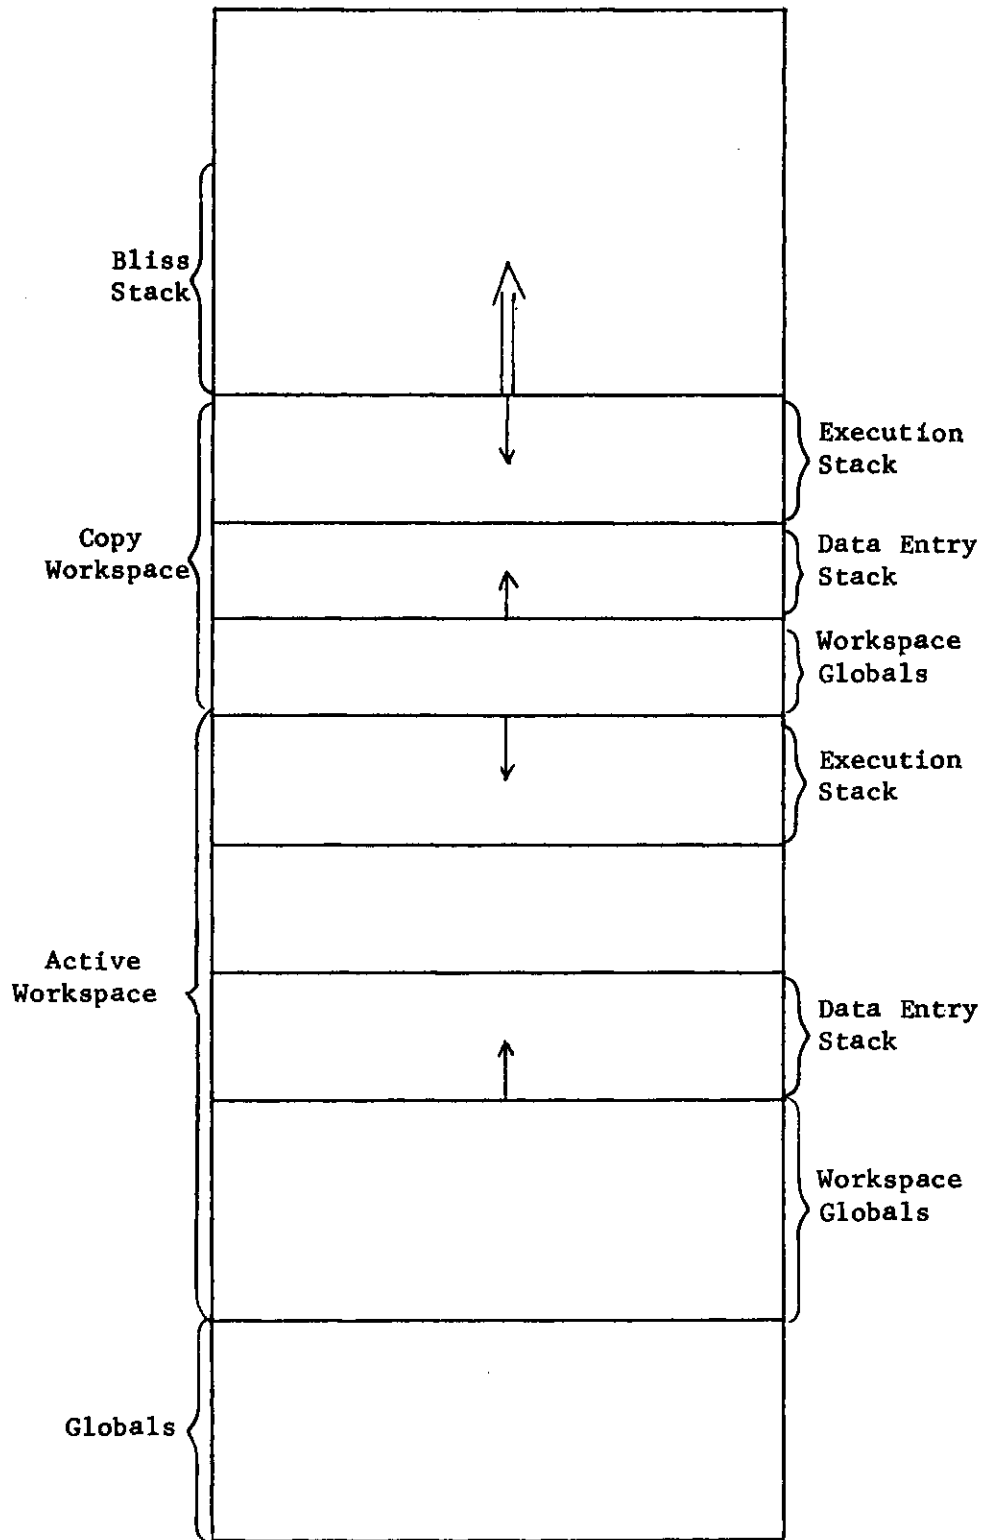 Bliss
Stack
Execution
Stack
Copy
Workspace
Data Entry
Stack
Workspace
Globals
Execution
Stack
Active
Workspace
Data Entry
Stack
Workspace
Globals
Globals